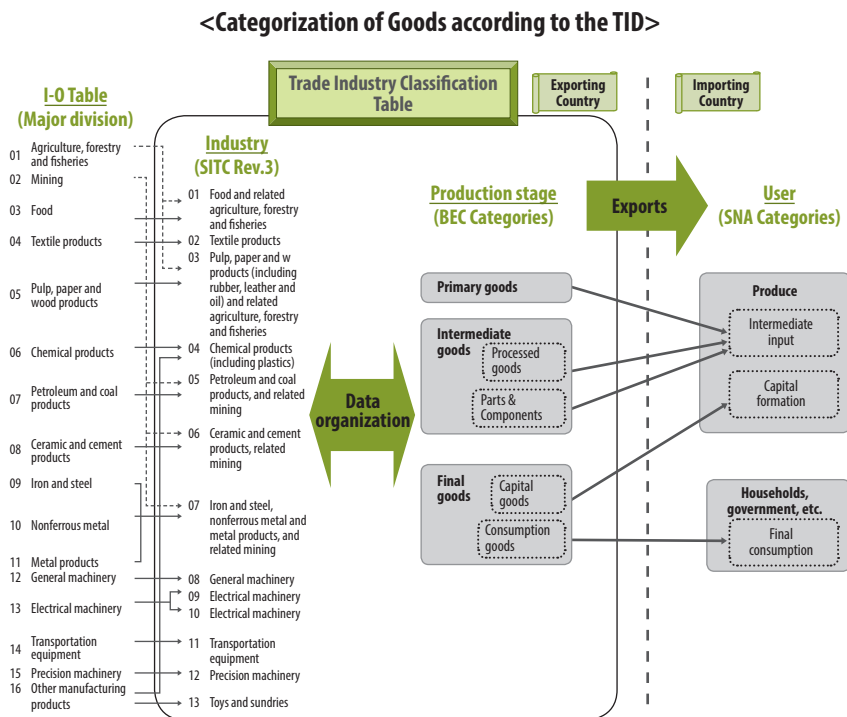 <Categorization of Goods according to the TID>
Trade Industry Classification
Table
Exporting
Country
Importing
Country
I-O Table
(Major division)
01 Agriculture, forestry
and fisheries
02 Mining
03 Food
04 Textile products
05 Pulp, paper and
wood products
06 Chemical products
07 Petroleum and coal
products
08 Ceramic and cement
products
09 Iron and steel
10 Nonferrous metal
11 Metal products
12 General machinery
13 Electrical machinery
14 Transportation
equipment
15 Precision machinery
16 Other manufacturing
products
Industry
(SITC Rev.3)
01 Food and related
agriculture, forestry
and fisheries
02 Textile products
03 Pulp, paper and w
products (including
rubber, leather and
oil) and related
agriculture, forestry
and fisheries
04 Chemical products
(including plastics)
05 Petroleum and coal
products, and related
mining
06 Ceramic and cement
products, related
mining
07 Iron and steel,
nonferrous metal and
metal products, and
related mining
08 General machinery
09 Electrical machinery
10 Electrical machinery
11 Transportation
equipment
12 Precision machinery
13 Toys and sundries
Data
organization
Production stage
(BEC Categories)
Primary goods
Intermediate
goods
Processed
goods
Parts &
Components
Final
goods
Capital
goods
Consumption
goods
Exports
User
(SNA Categories)
Produce
Intermediate
input
Capital
formation
Households,
government, etc.
Final
consumption